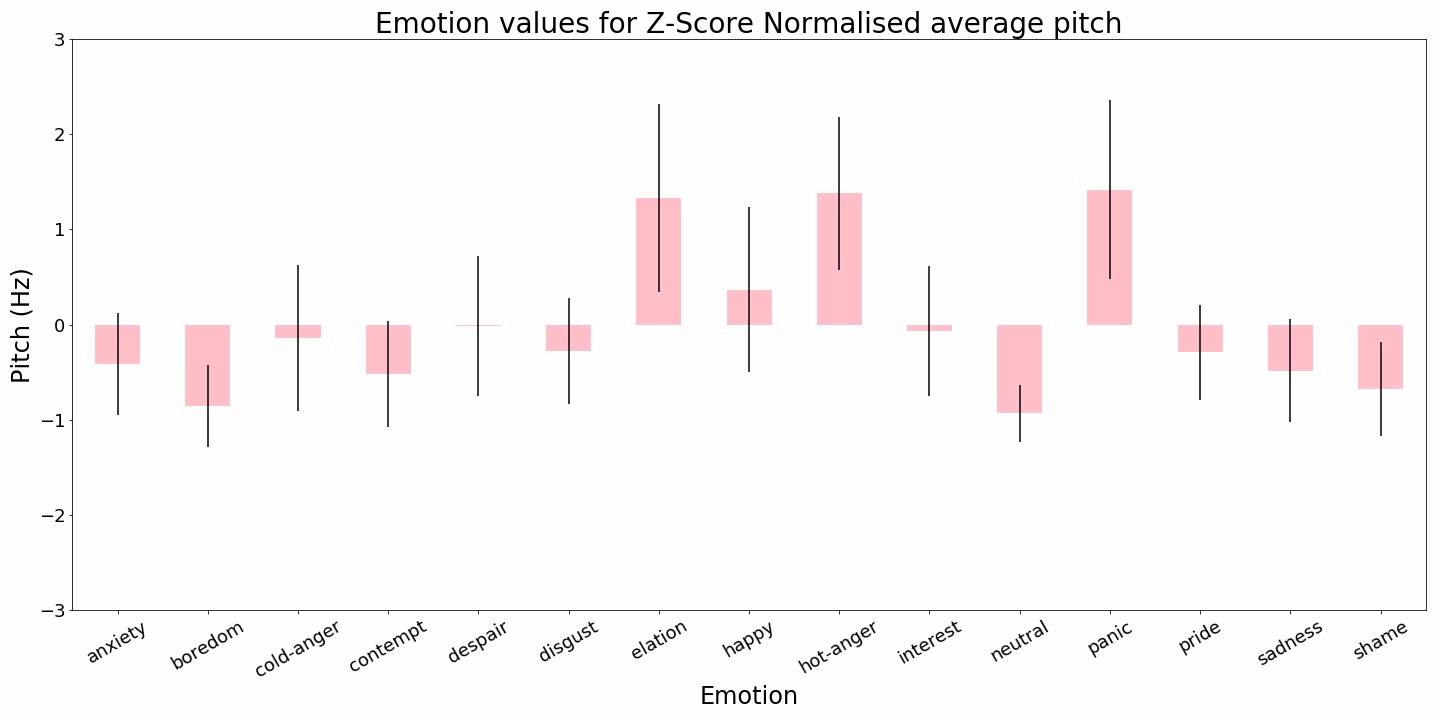 Emotion values for Z-Score Normalised average pitch
3
2
1
0
−1
−2
−3
Pitch (Hz)
anxiety
boredom
cold-anger
contempt
despair
disgust
elation
happy
hot-anger
interest
neutral
panic
pride
sadness
shame
Emotion